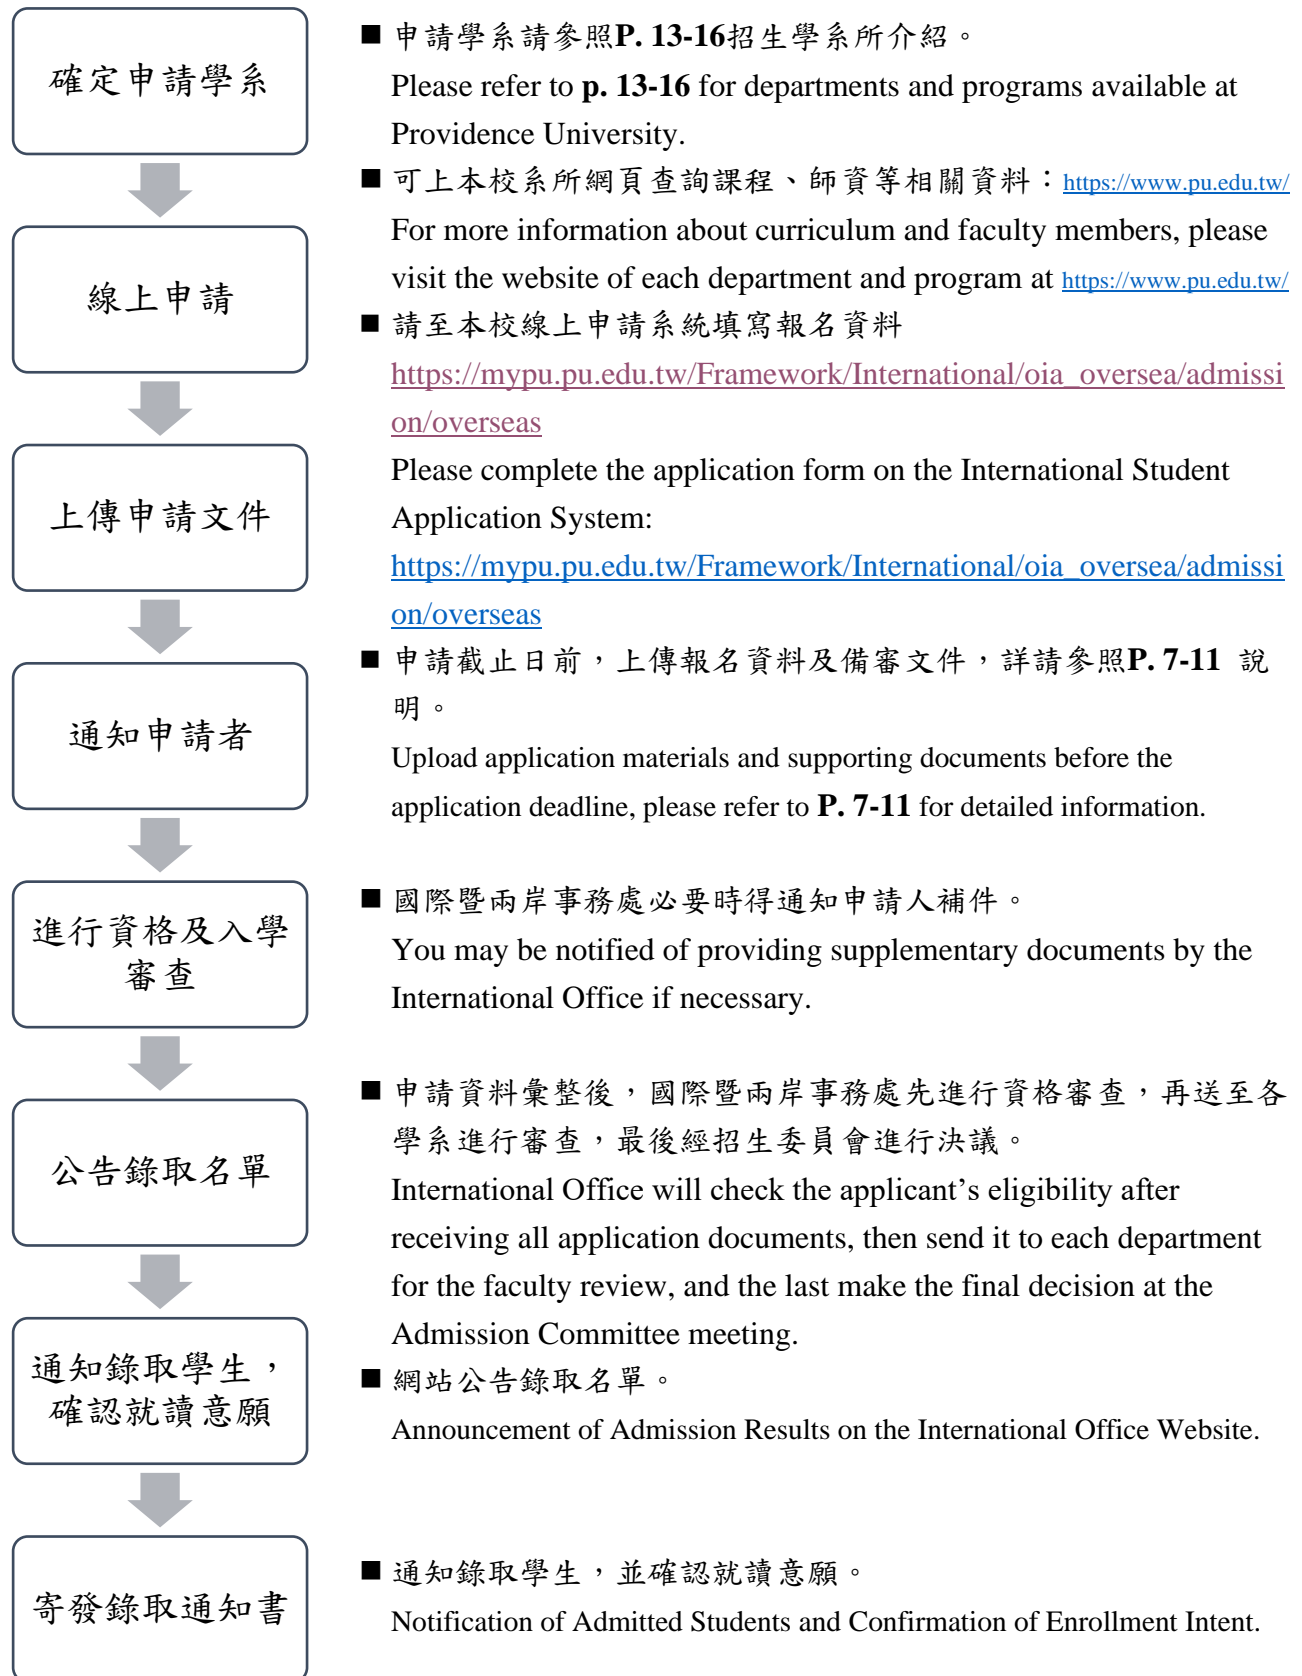 確定申請學系
線上申請
上傳申請文件
通知申請者
進行資格及入學
審查
公告錄取名單
通知錄取學生，
確認就讀意願
寄發錄取通知書
■ 申請學系請參照P. 13-16招生學系所介紹。
Please refer to p. 13-16 for departments and programs available at
Providence University.
■ 可上本校系所網頁查詢課程、師資等相關資料：https://www.pu.edu.tw/
For more information about curriculum and faculty members, please
visit the website of each department and program at https://www.pu.edu.tw/
■ 請至本校線上申請系統填寫報名資料
https://mypu.pu.edu.tw/Framework/International/oia_oversea/admissi
on/overseas
Please complete the application form on the International Student
Application System:
https://mypu.pu.edu.tw/Framework/International/oia_oversea/admissi
on/overseas
■ 申請截止日前，上傳報名資料及備審文件，詳請參照P. 7-11 說
明。
Upload application materials and supporting documents before the
application deadline, please refer to P. 7-11 for detailed information.
■ 國際暨兩岸事務處必要時得通知申請人補件。
You may be notified of providing supplementary documents by the
International Office if necessary.
■ 申請資料彙整後，國際暨兩岸事務處先進行資格審查，再送至各
學系進行審查，最後經招生委員會進行決議。
International Office will check the applicant’s eligibility after
receiving all application documents, then send it to each department
for the faculty review, and the last make the final decision at the
Admission Committee meeting.
■ 網站公告錄取名單。
Announcement of Admission Results on the International Office Website.
■ 通知錄取學生，並確認就讀意願。
Notification of Admitted Students and Confirmation of Enrollment Intent.